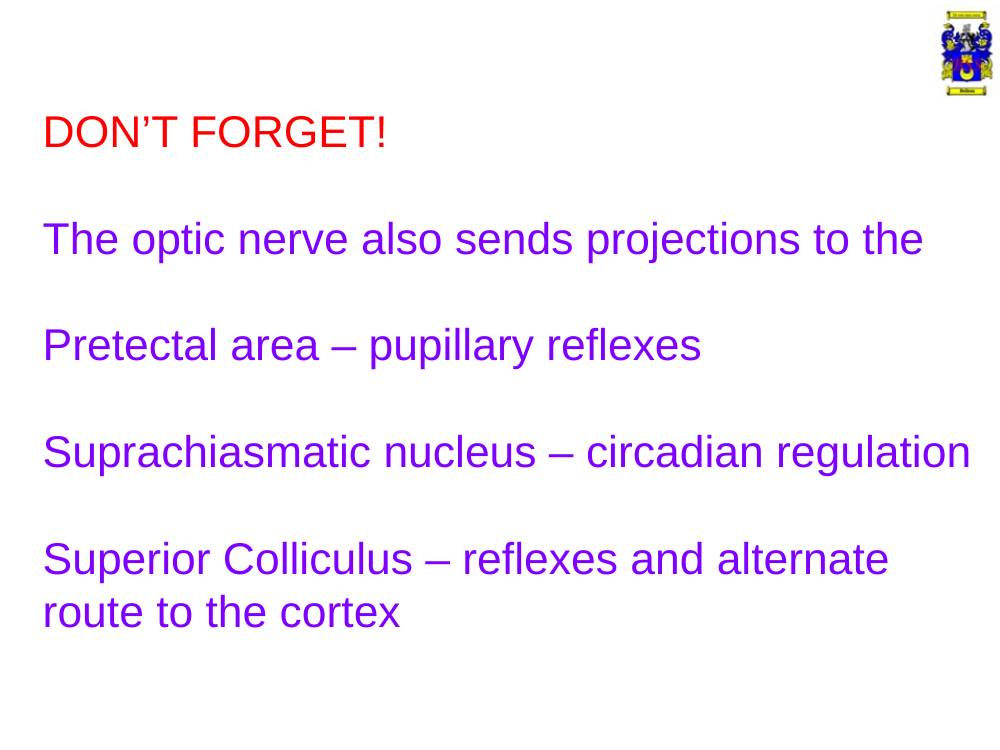 DON’T FORGET!
The optic nerve also sends projections to the
Pretectal area – pupillary reflexes
Suprachiasmatic nucleus – circadian regulation
Superior Colliculus – reflexes and alternate
route to the cortex